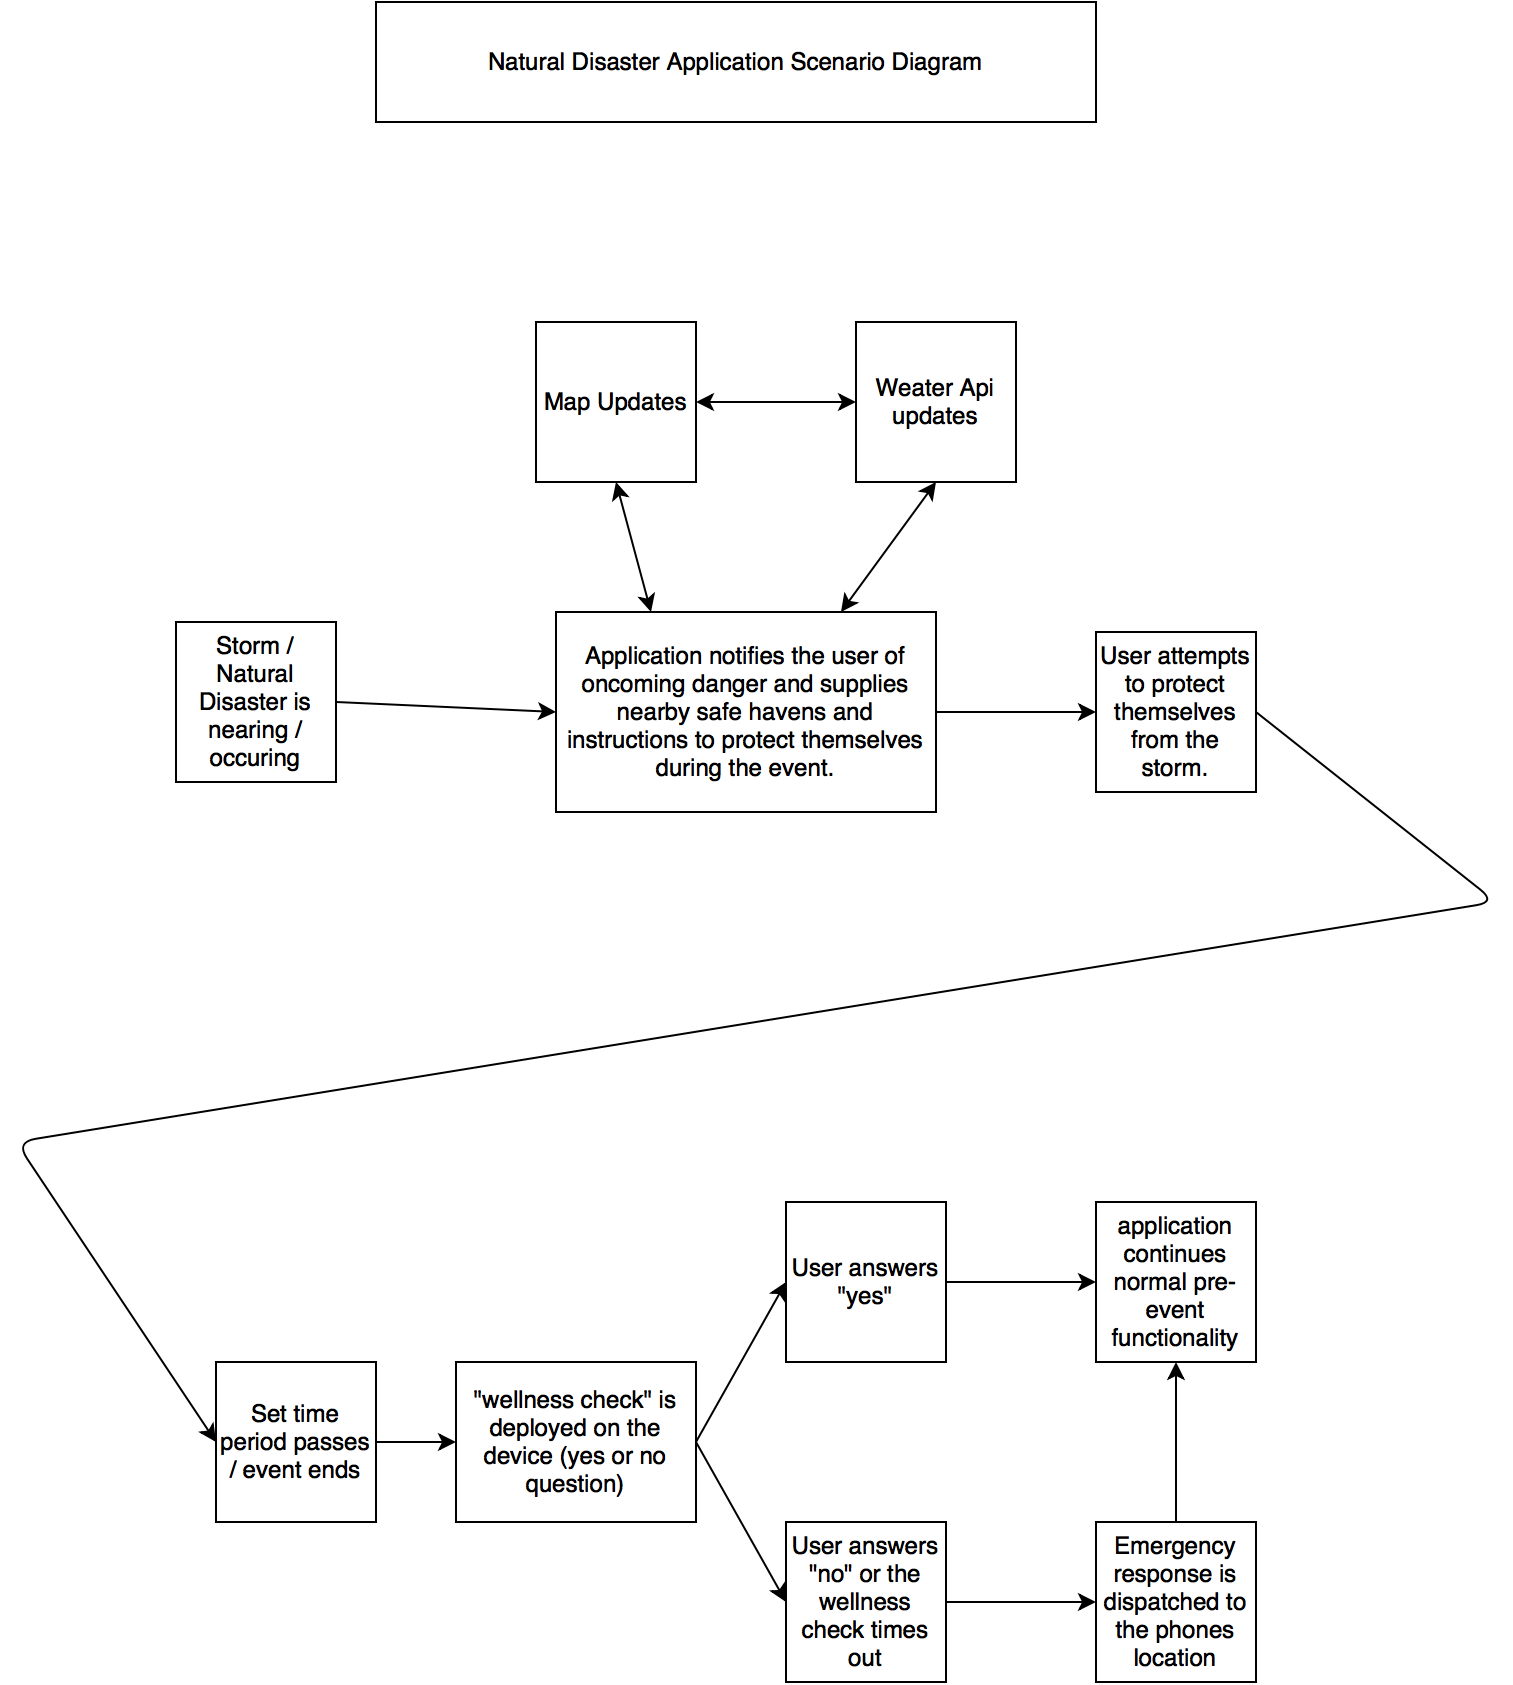 Natural Disaster Application Scenario Diagram
Map Updates
Weater Api
updates
Storm /
Natural
Disaster is
nearing /
occuring
Application notifies the user of
oncoming danger and supplies
nearby safe havens and
instructions to protect themselves
during the event.
User attempts
to protect
themselves
from the
storm.
Set time
period passes
/ event ends
"wellness check" is
deployed on the
device (yes or no
question)
User answers
"yes"
application
continues
normal pre-
event
functionality
User answers
"no" or the
wellness
check times
out
Emergency
response is
dispatched to
the phones
location